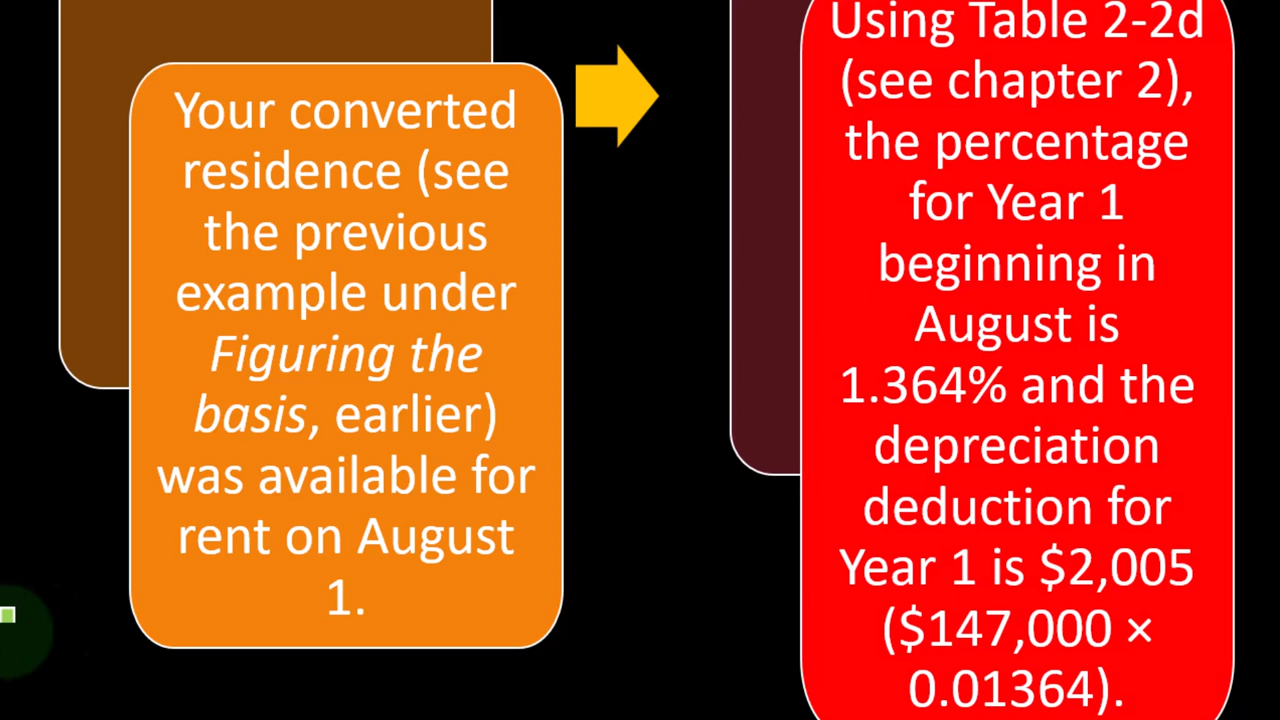 Your converted
residence (see
the previous
example under
Figuring the
basis, earlier)
was available for
rent on August
1.
Using Table 2-2d
(see chapter 2),
the percentage
for Year 1
beginning in
August is
1.364% and the
depreciation
deduction for
Year 1 is $2,005
($147,000 ×
0.01364).